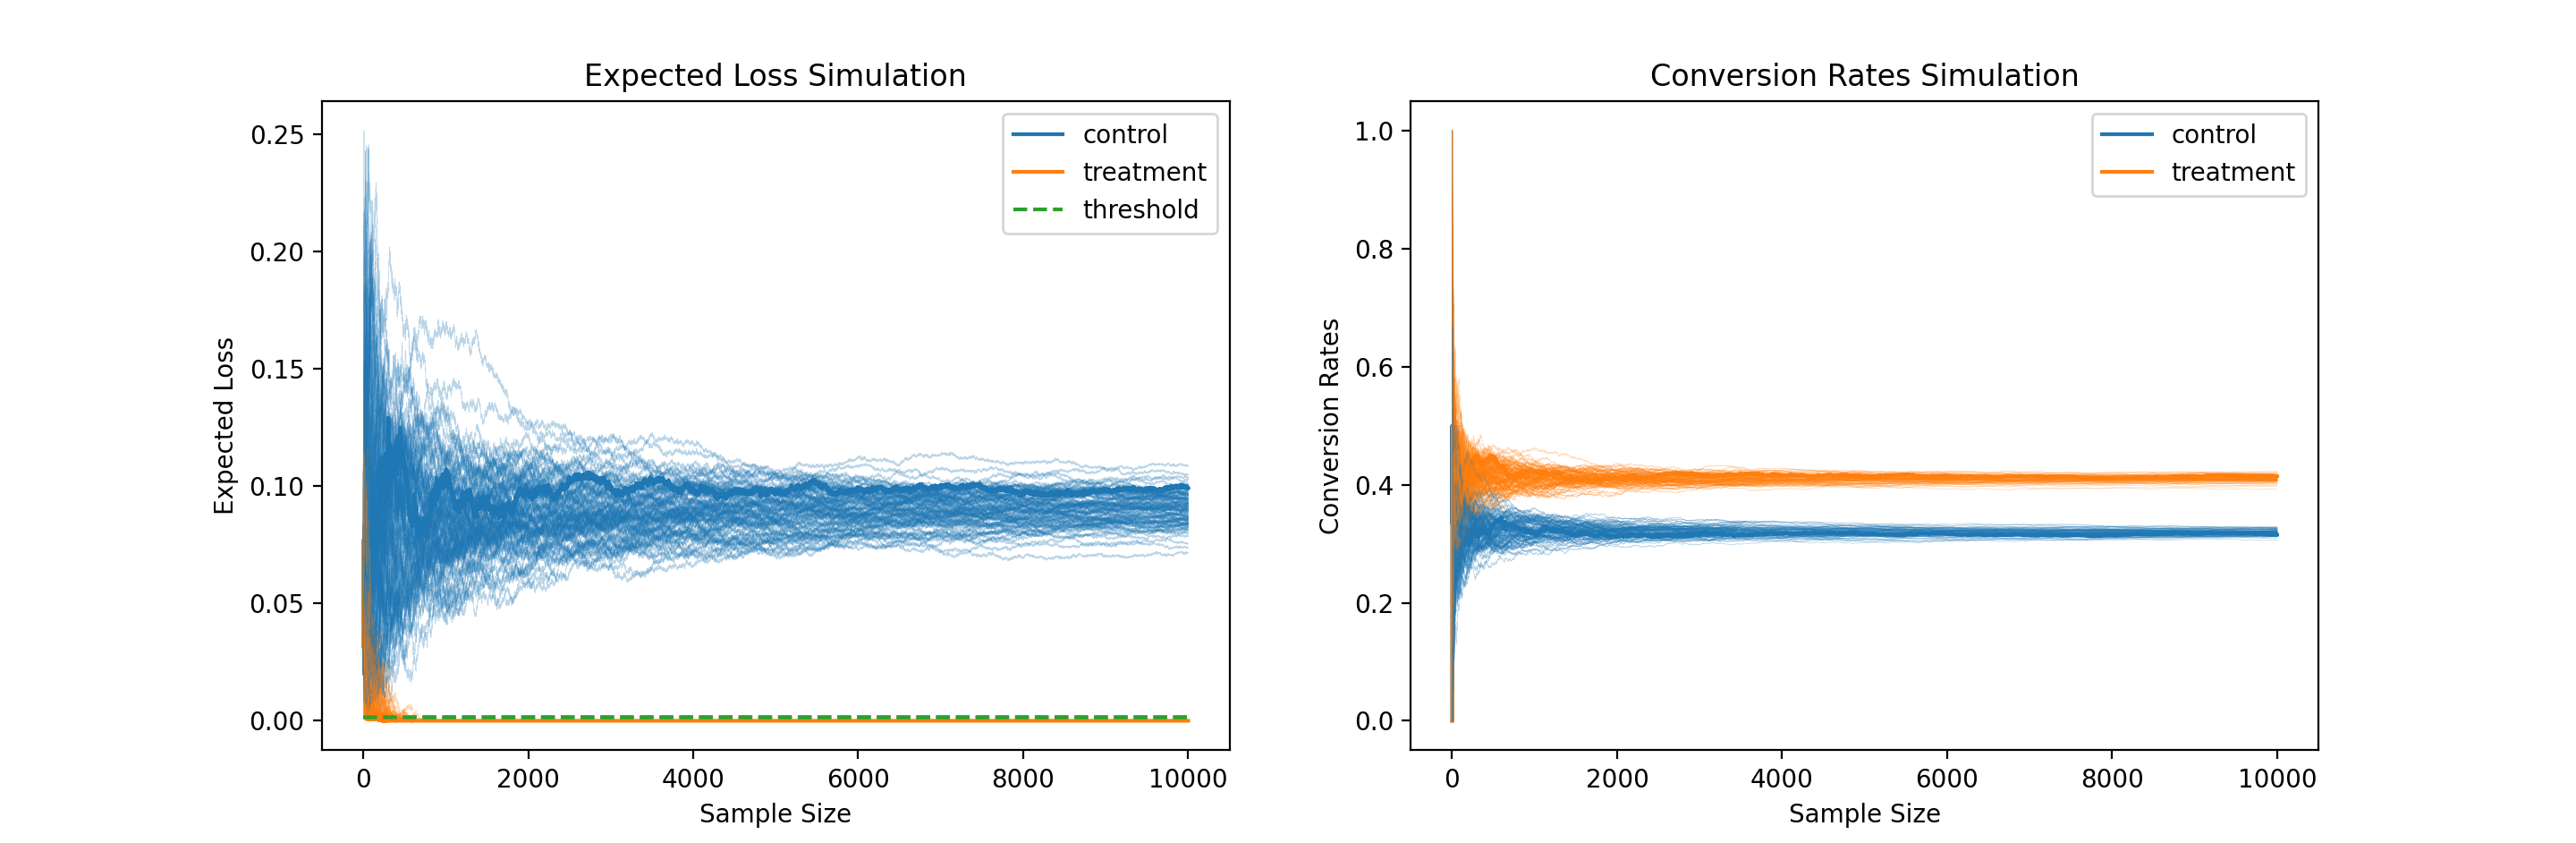 Expected Loss Simulation
control
treatment
threshold
0.25
0.20
0.15
0.10
0.05
0.00
Expected Loss
0 2000 4000 6000 8000 10000
Sample Size
Conversion Rates Simulation
control
treatment
1.0
0.8
0.6
0.4
0.2
0.0
Conversion Rates
0 2000 4000 6000 8000 10000
Sample Size